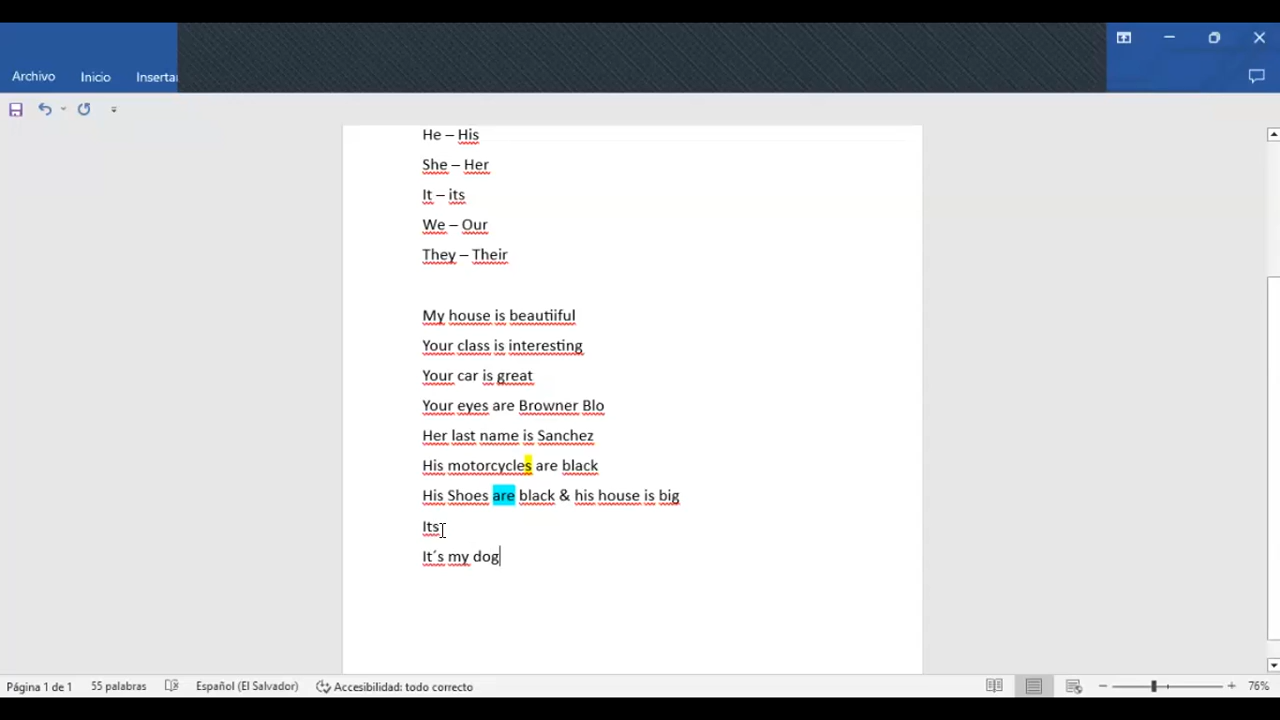 Archivo Inicio Insertar
He – His
She – Her
It – its
We – Our
They – Their
My house is beautiiful
Your class is interesting
Your car is great
Your eyes are Browner Blo
Her last name is Sanchez
His motorcycles are black
His Shoes are black & his house is big
Its
It´s my dog
Página 1 de 1 55 palabras Español (El Salvador) Accesibilidad: todo correcto 76%